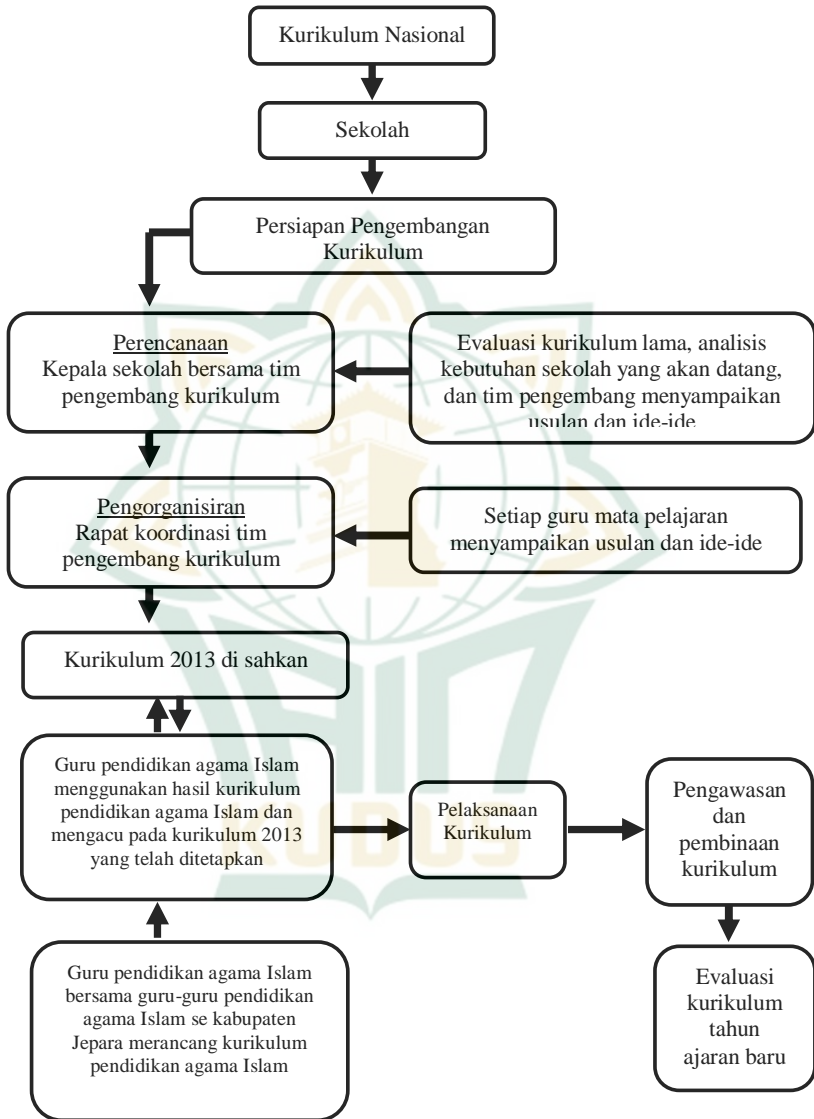 Kurikulum Nasional
Sekolah
Persiapan Pengembangan
Kurikulum
Perencanaan
Kepala sekolah bersama tim
pengembang kurikulum
Evaluasi kurikulum lama, analisis
kebutuhan sekolah yang akan datang,
dan tim pengembang menyampaikan
usulan dan ide-ide
Pengorganisiran
Rapat koordinasi tim
pengembang kurikulum
Setiap guru mata pelajaran
menyampaikan usulan dan ide-ide
Kurikulum 2013 di sahkan
Guru pendidikan agama Islam
menggunakan hasil kurikulum
pendidikan agama Islam dan
mengacu pada kurikulum 2013
yang telah ditetapkan
Pelaksanaan
Kurikulum
Pengawasan
dan
pembinaan
kurikulum
Guru pendidikan agama Islam
bersama guru-guru pendidikan
agama Islam se kabupaten
Jepara merancang kurikulum
pendidikan agama Islam
Evaluasi
kurikulum
tahun
ajaran baru
KUDUS